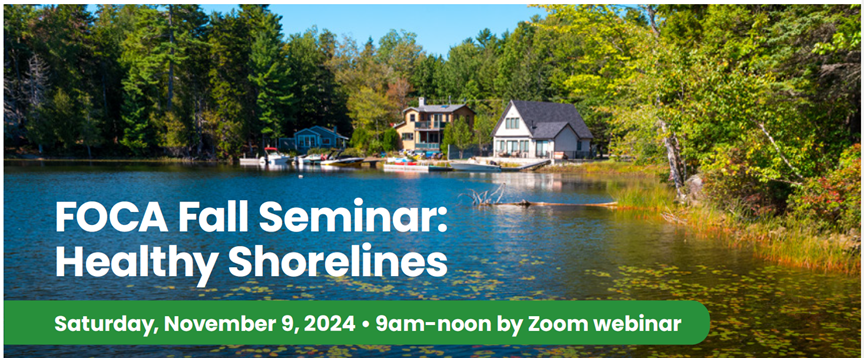 FOCA Fall Seminar:
Healthy Shorelines
Saturday, November 9, 2024 • 9am-noon by Zoom webinar